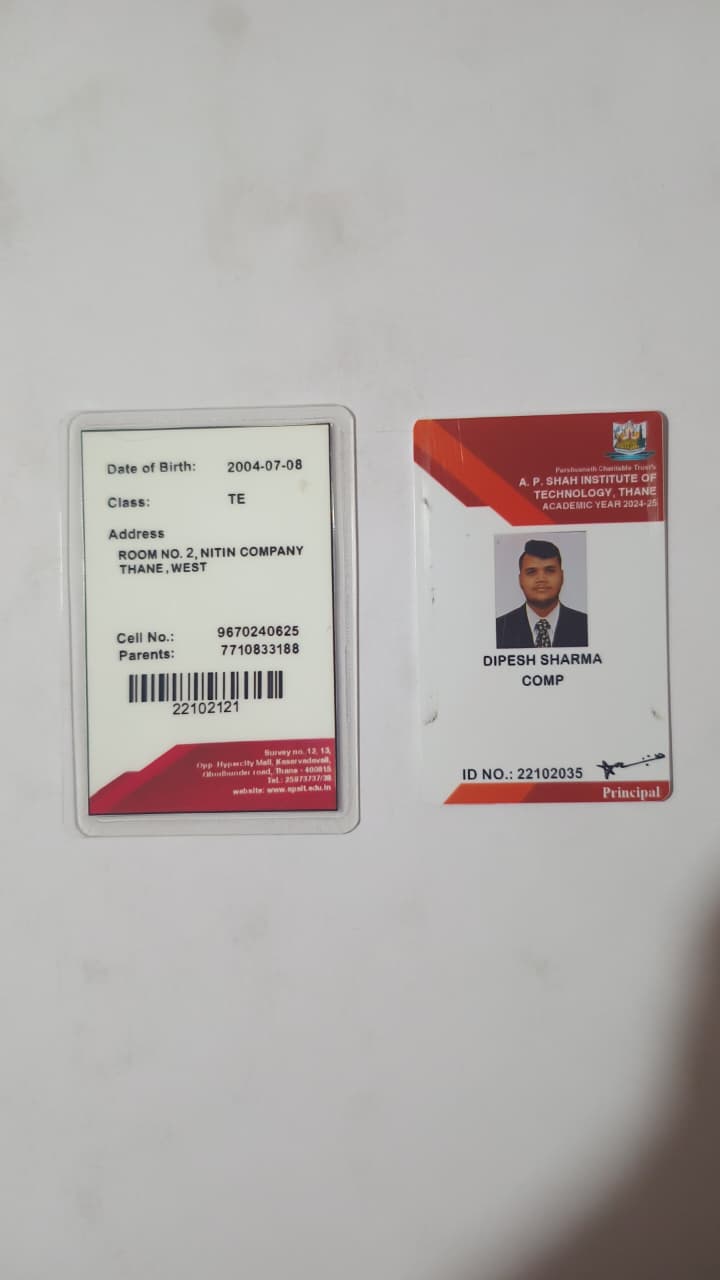 Date of Birth: 2004-07-08
Class: TE
Address
ROOM NO. 2, NITIN COMPANY
THANE, WEST
Cell No.: 9670240625
Parents: 7710833188
22102121
Survey no. 12, 13,
Opp. Hypercity Mall, Kasarvadavali,
Ghodbunder road, Thane - 400615
Tel.: 25973737/38
website: www.apsit.edu.in
Parshvanath Charitable Trust's
A. P. SHAH INSTITUTE OF
TECHNOLOGY, THANE
ACADEMIC YEAR 2024-25
DIPESH SHARMA
COMP
ID NO.: 22102035
Principal